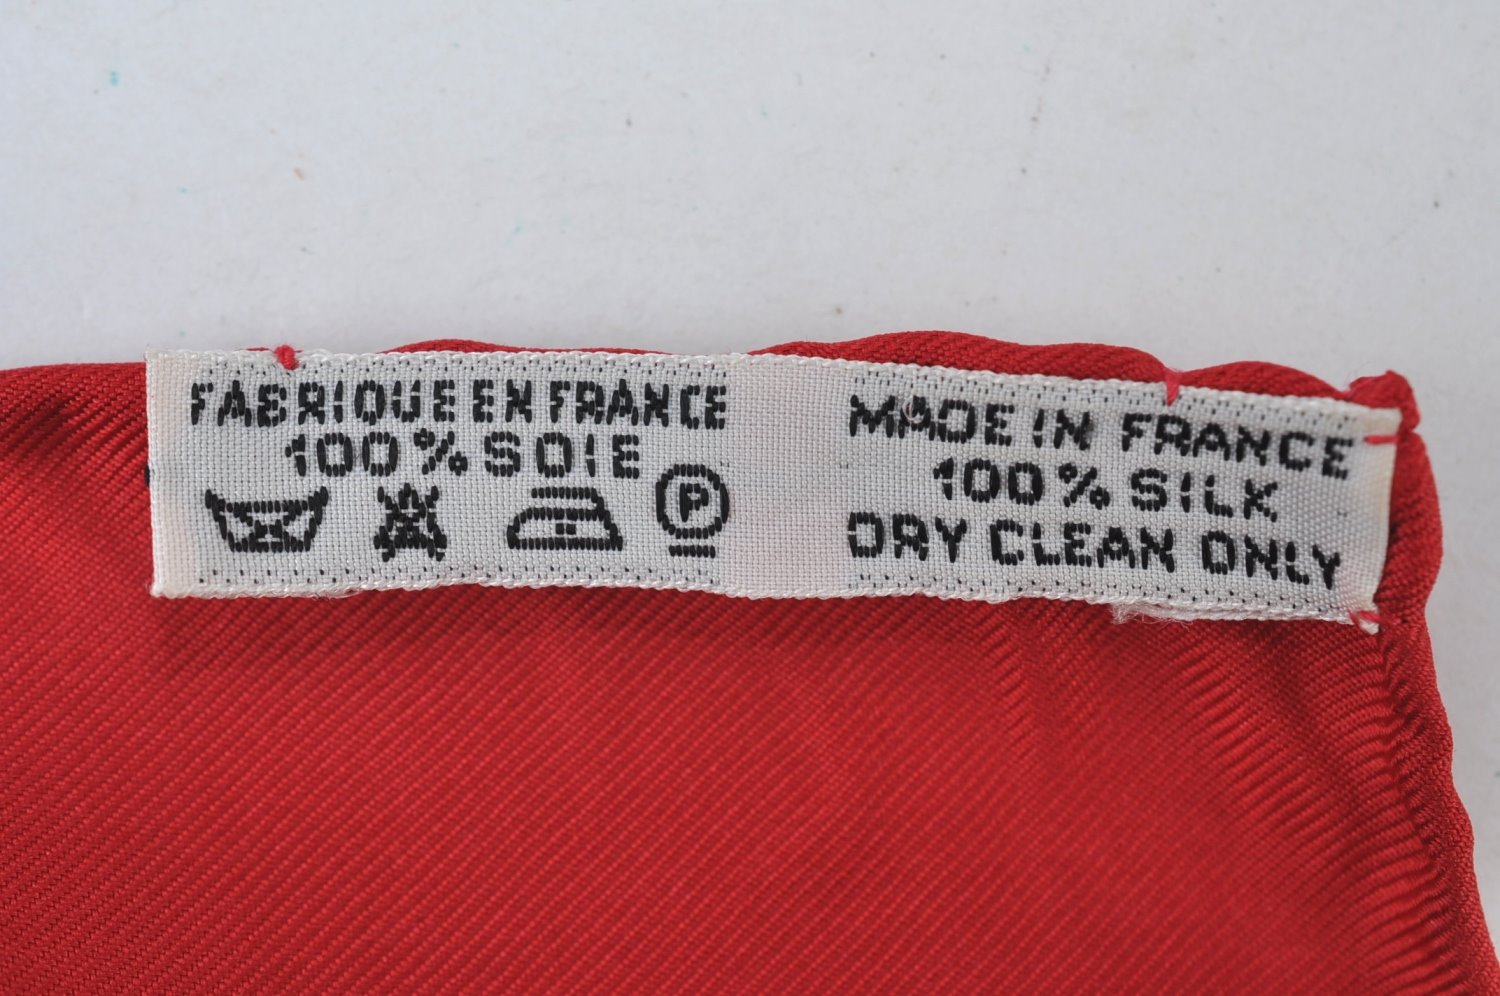 FABRIQUE EN FRANCE
100% SOIE
P
MADE IN FRANCE
100% SILK
DRY CLEAN ONLY